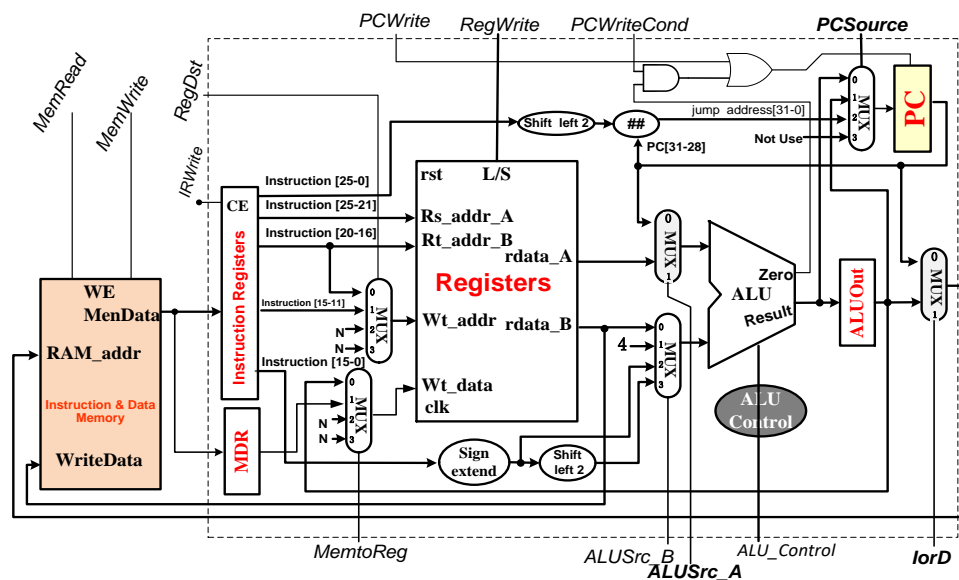 PCWrite
RegWrite
PCWriteCond
PCSource
MemRead
MemWrite
RegDst
IRWrite
0
1
2
3
MUX
PC
jump address[31-0]
Not Use
Shift left 2
##
PC[31-28]
Instruction [25-0]
Instruction [25-21]
Instruction [20-16]
Instruction [15-11]
Instruction [15-0]
CE
Instruction Registers
rst
L/S
Rs_addr_A
Rt_addr_B
rdata_A
Registers
Wt_addr
rdata_B
Wt_data
clk
0
MUX
1
Zero
ALU
Result
ALUOut
0
MUX
1
WE
MenData
RAM_addr
Instruction & Data
Memory
WriteData
0
1
2
3
MUX
N
N
0
1
2
3
MUX
N
N
4
0
1
2
3
MUX
ALU
Control
MDR
Sign
extend
Shift
left 2
MemtoReg
ALUSrc_B
ALUSrc_A
ALU_Control
IorD